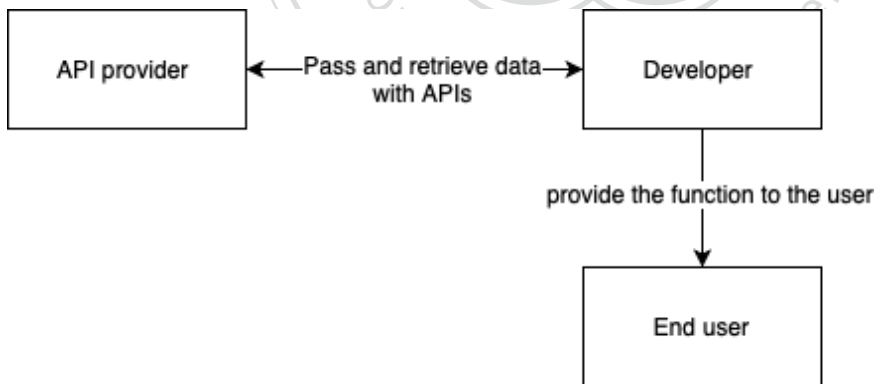 API provider
Pass and retrieve data
with APIs
Developer
provide the function to the user
End user